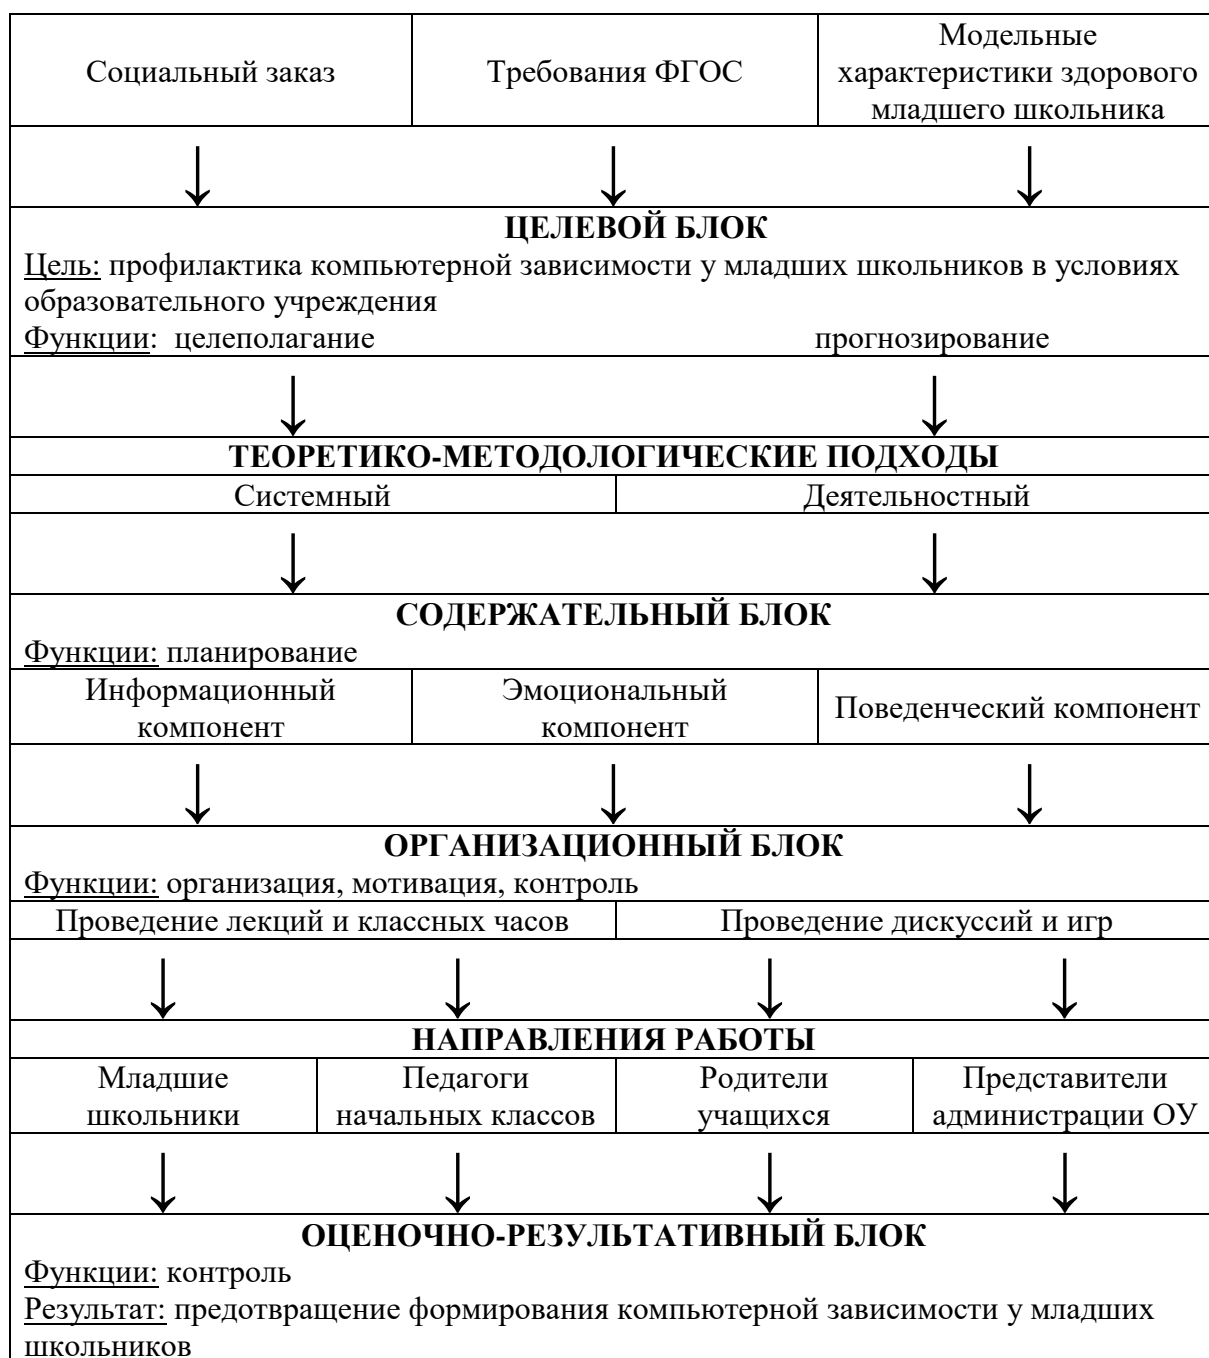 Социальный заказ
Требования ФГОС
Модельные
характеристики здорового
младшего школьника
ЦЕЛЕВОЙ БЛОК
Цель: профилактика компьютерной зависимости у младших школьников в условиях
образовательного учреждения
Функции: целеполагание прогнозирование
ТЕОРЕТИКО-МЕТОДОЛОГИЧЕСКИЕ ПОДХОДЫ
Системный
Деятельностный
СОДЕРЖАТЕЛЬНЫЙ БЛОК
Функции: планирование
Информационный
компонент
Эмоциональный
компонент
Поведенческий компонент
ОРГАНИЗАЦИОННЫЙ БЛОК
Функции: организация, мотивация, контроль
Проведение лекций и классных часов
Проведение дискуссий и игр
НАПРАВЛЕНИЯ РАБОТЫ
Младшие
школьники
Педагоги
начальных классов
Родители
учащихся
Представители
администрации ОУ
ОЦЕНОЧНО-РЕЗУЛЬТАТИВНЫЙ БЛОК
Функции: контроль
Результат: предотвращение формирования компьютерной зависимости у младших
школьников